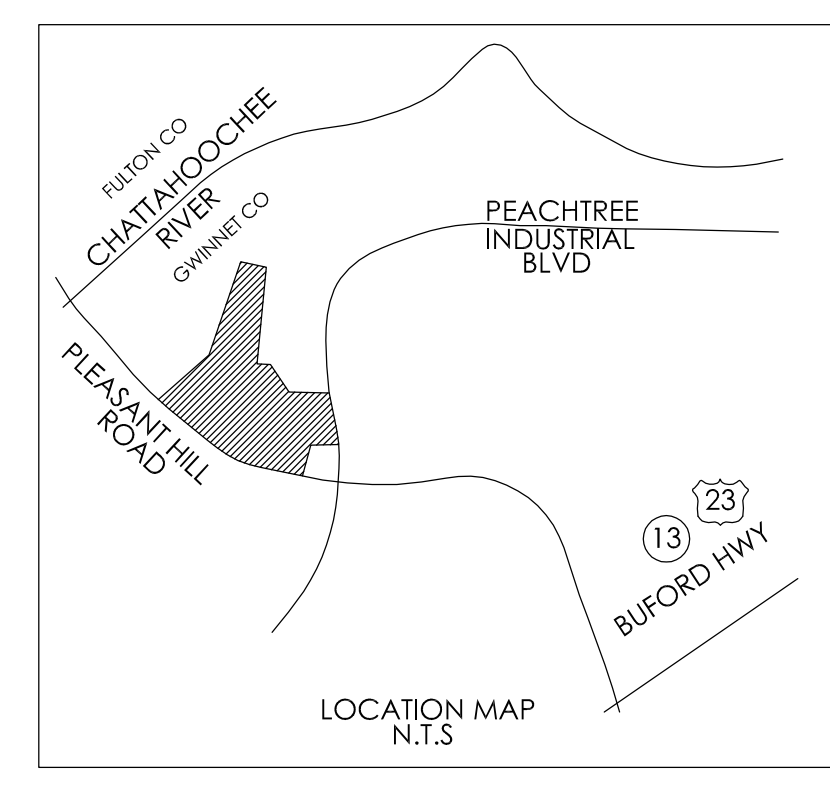 FULTON CO
CHATTAHOOCHEE
RIVER
GWINNET CO
PEACHTREE
INDUSTRIAL
BLVD
PLEASANT HILL
ROAD
23
13
BUFORD HWY
LOCATION MAP
N.T.S